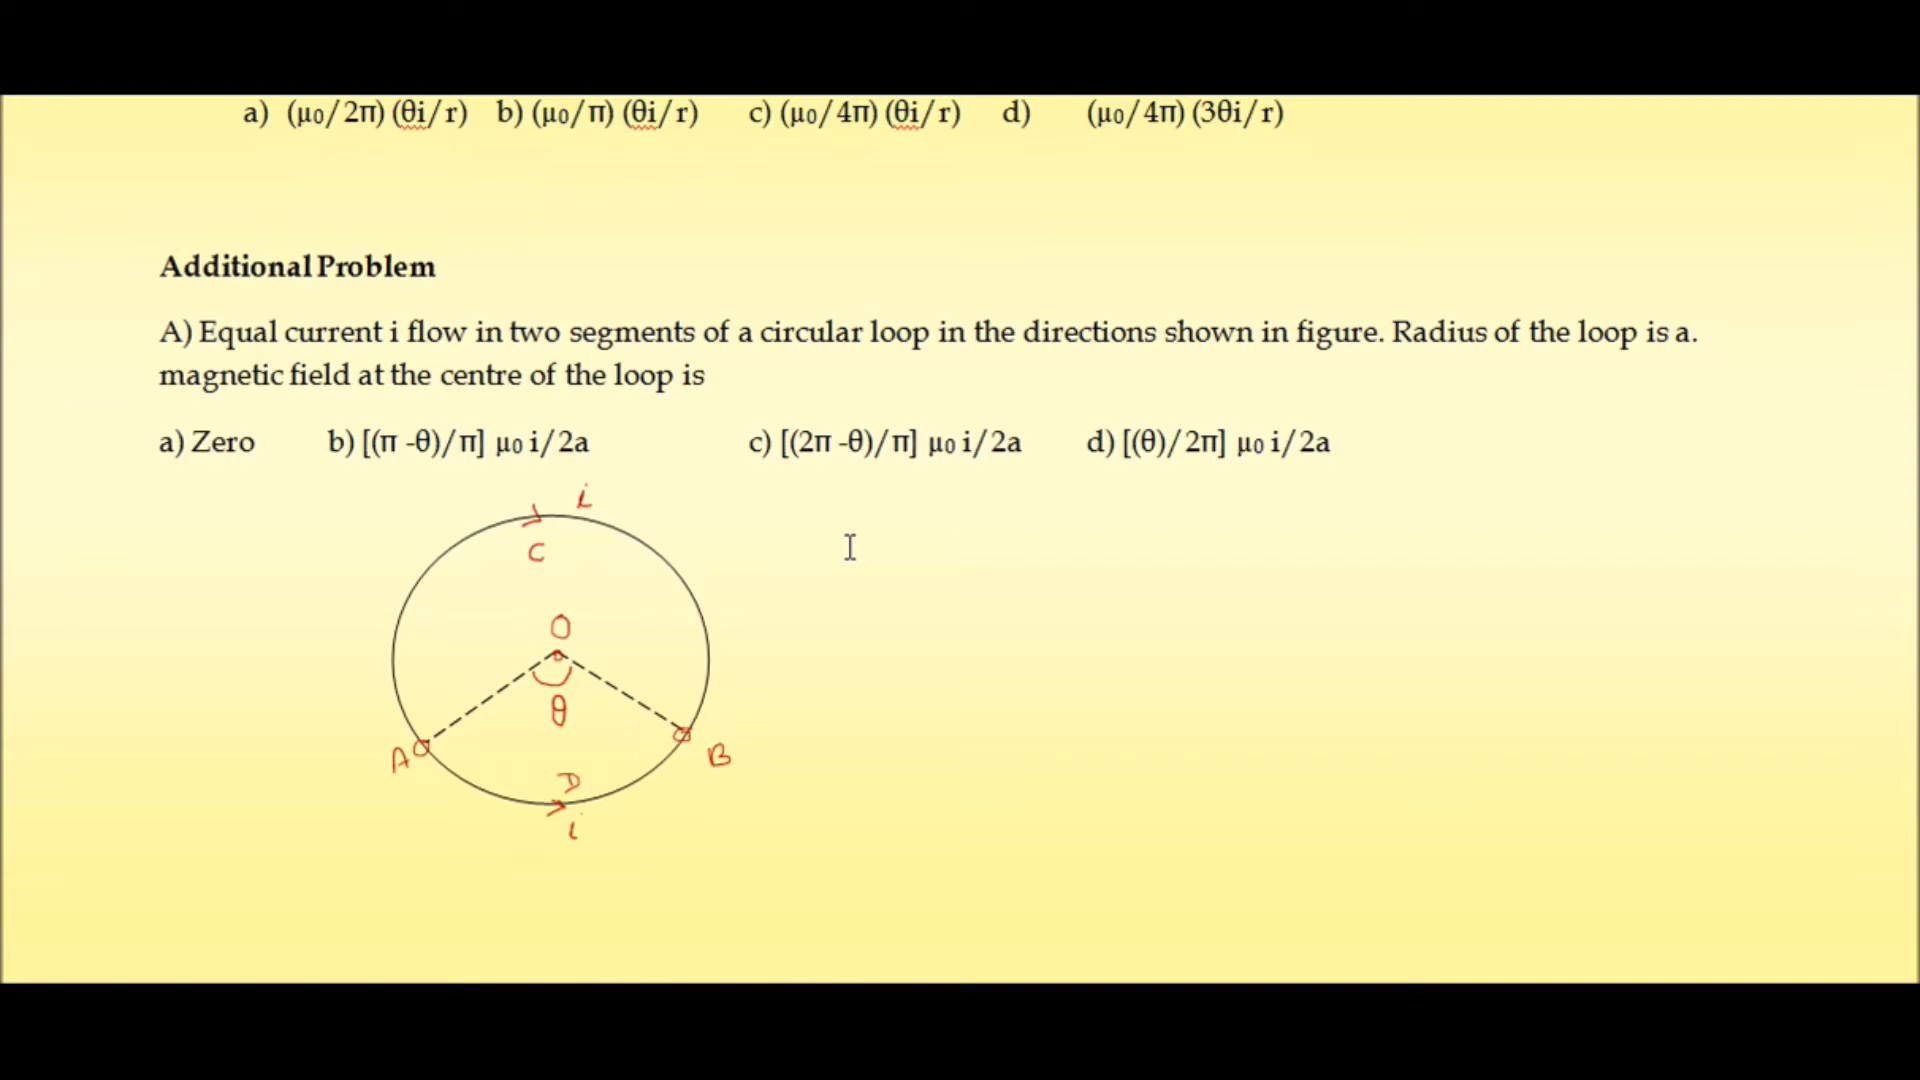 a) (μ₀/2π) (θi/r) b) (μ₀/π) (θi/r) c) (μ₀/4π) (θi/r) d) (μ₀/4π) (3θi/r)
Additional Problem
A) Equal current i flow in two segments of a circular loop in the directions shown in figure. Radius of the loop is a.
magnetic field at the centre of the loop is
a) Zero b) [(π -θ)/π] μ₀ i/2a c) [(2π -θ)/π] μ₀ i/2a d) [(θ)/2π] μ₀ i/2a
i
C
O
θ
A B
D
i